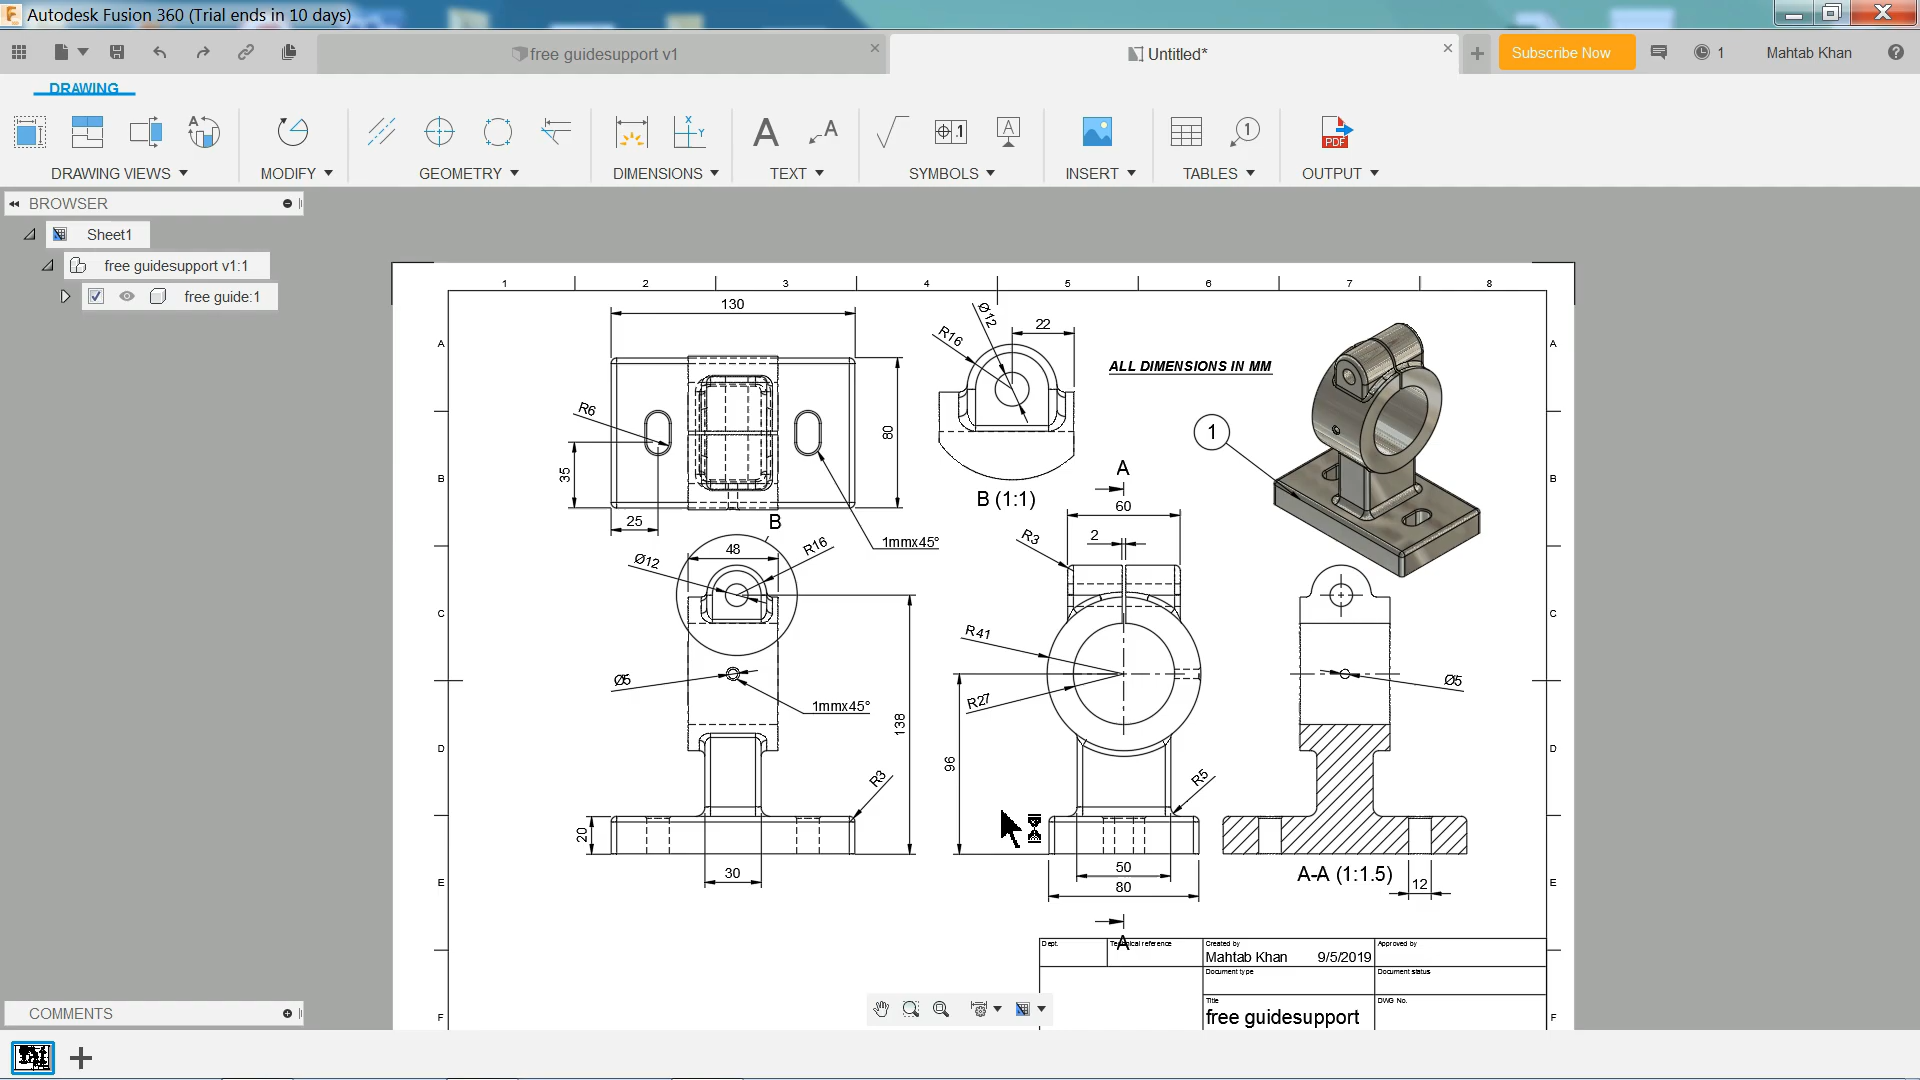 Autodesk Fusion 360 (Trial ends in 10 days)
free guidesupport v1
Untitled*
Subscribe Now
1
Mahtab Khan
DRAWING
DRAWING VIEWS
MODIFY
GEOMETRY
DIMENSIONS
TEXT
SYMBOLS
INSERT
TABLES
OUTPUT
PDF
BROWSER
Sheet1
free guidesupport v1:1
free guide:1
1 2 3 4 5 6 7 8
A A
B B
C C
D D
E E
F F
130
R6
35
25
80
1mmx45°
Ø12
R16
22
B (1:1)
ALL DIMENSIONS IN MM
1
B
48
Ø12
R16
Ø5
1mmx45°
138
R3
20
30
A
60
2
R3
R41
R27
96
R5
50
80
A
Ø5
A-A (1:1.5)
12
Dept.
Technical reference
Created by
Mahtab Khan 9/5/2019
Approved by
Document type
Document status
Title
free guidesupport
DWG No.
COMMENTS